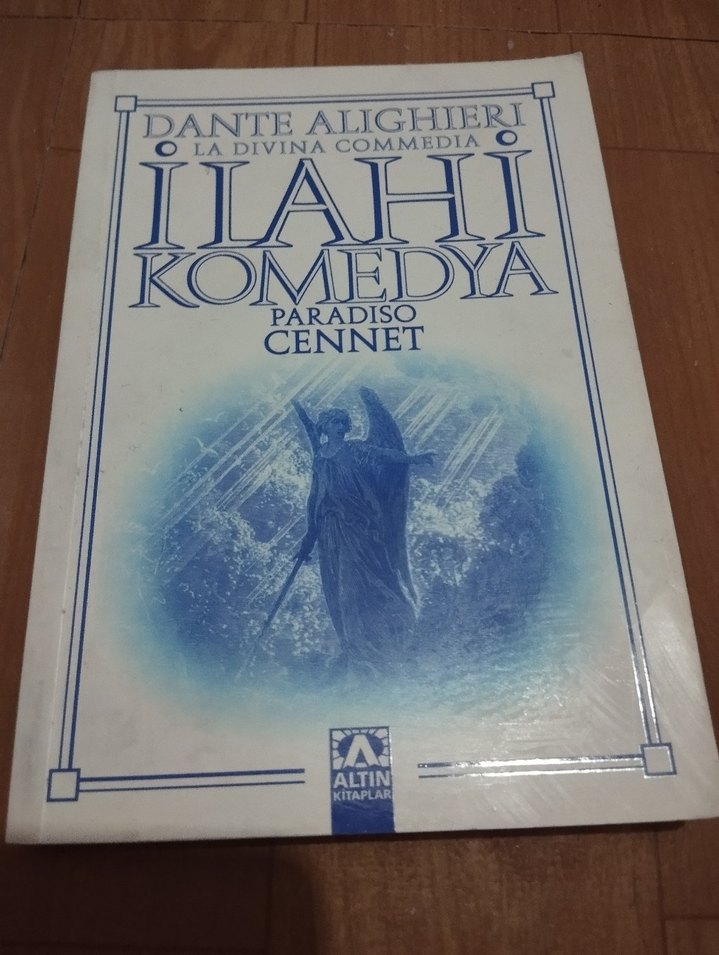 DANTE ALIGHIERI
LA DIVINA COMMEDIA
İLAHİ
KOMEDYA
PARADISO
CENNET
ALTIN
KİTAPLAR